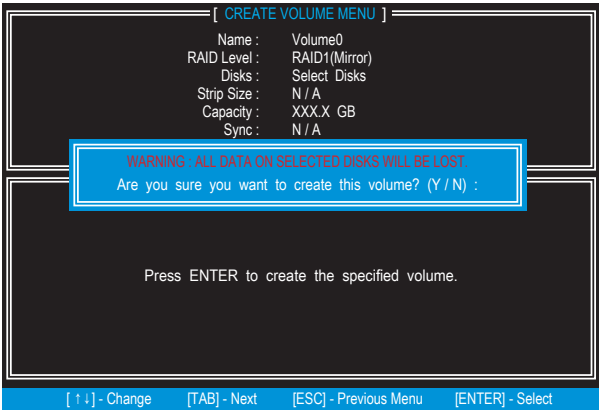 [ CREATE VOLUME MENU ]
Name : Volume0
RAID Level : RAID1(Mirror)
Disks : Select Disks
Strip Size : N / A
Capacity : XXX.X GB
Sync : N / A
WARNING : ALL DATA ON SELECTED DISKS WILL BE LOST.
Are you sure you want to create this volume? (Y / N) :
Press ENTER to create the specified volume.
[ ↑↓] - Change [TAB] - Next [ESC] - Previous Menu [ENTER] - Select